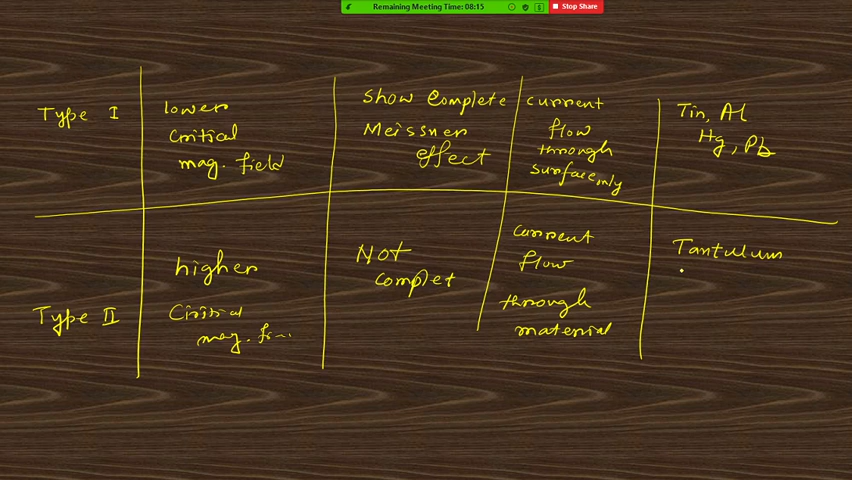 Remaining Meeting Time: 08:15
Stop Share
Type I
lower
critical
mag. field
Show Complete
Meissner
effect
current
flow
through
surface only
Tin, Al
Hg, Pb
Type II
higher
Critical
mag. fi...
Not
complet
current
flow
through
material
Tantulum